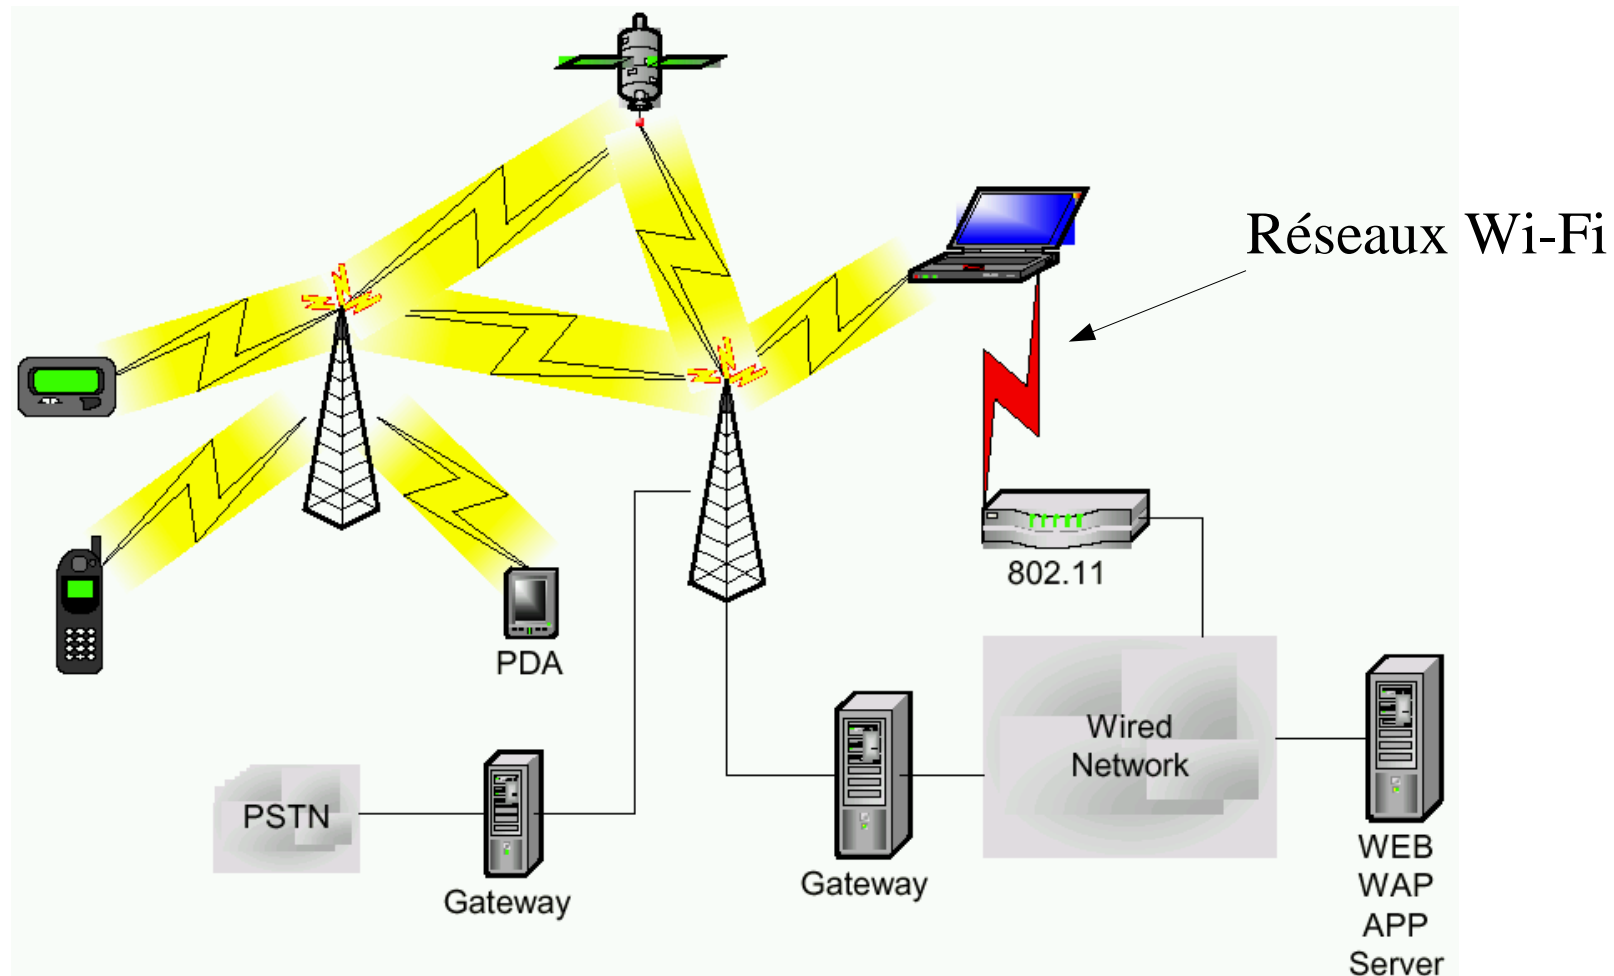 Réseaux Wi-Fi
802.11
PDA
Wired
Network
PSTN
Gateway
Gateway
WEB
WAP
APP
Server